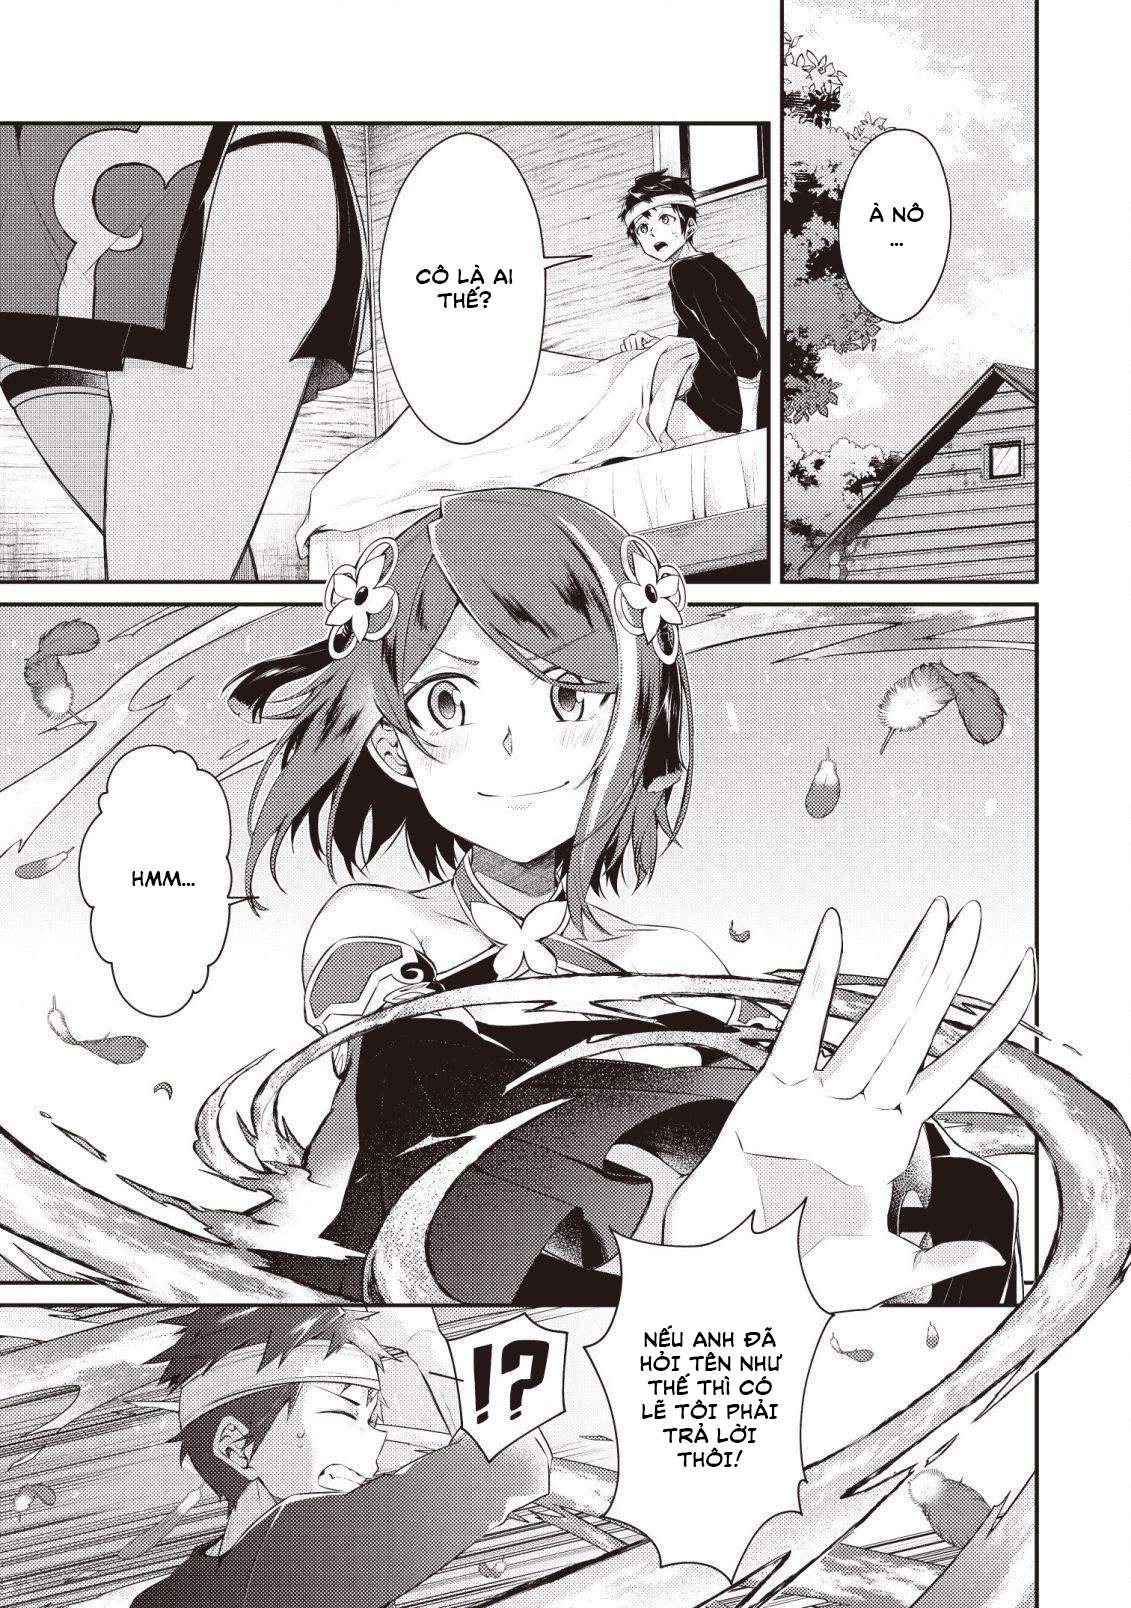 À NÔ
...
CÔ LÀ AI
THẾ?
HMM...
NẾU ANH ĐÃ
HỎI TÊN NHƯ
THẾ THÌ CÓ
LẼ TÔI PHẢI
TRẢ LỜI
THÔI!
!?